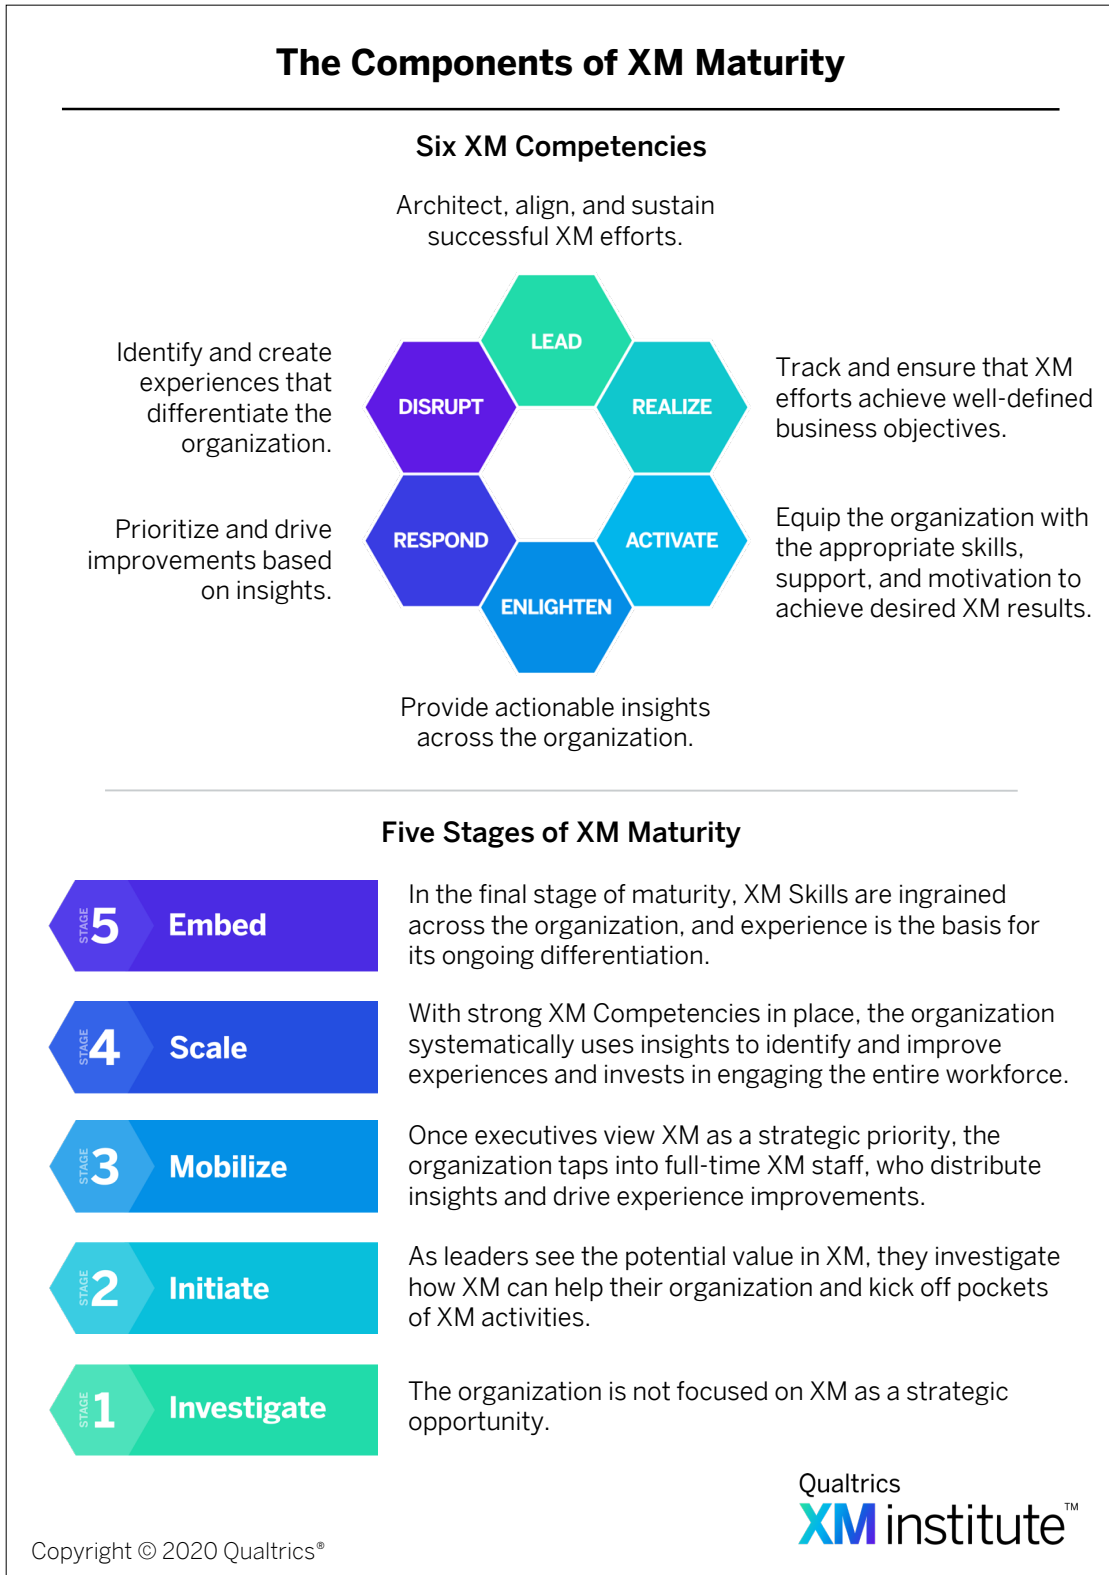 The Components of XM Maturity
Six XM Competencies
Architect, align, and sustain
successful XM efforts.
LEAD
Identify and create
experiences that
differentiate the
organization.
DISRUPT
REALIZE
Track and ensure that XM
efforts achieve well-defined
business objectives.
Prioritize and drive
improvements based
on insights.
RESPOND
ACTIVATE
Equip the organization with
the appropriate skills,
support, and motivation to
achieve desired XM results.
ENLIGHTEN
Provide actionable insights
across the organization.
Five Stages of XM Maturity
STAGE 5 Embed
In the final stage of maturity, XM Skills are ingrained
across the organization, and experience is the basis for
its ongoing differentiation.
STAGE 4 Scale
With strong XM Competencies in place, the organization
systematically uses insights to identify and improve
experiences and invests in engaging the entire workforce.
STAGE 3 Mobilize
Once executives view XM as a strategic priority, the
organization taps into full-time XM staff, who distribute
insights and drive experience improvements.
STAGE 2 Initiate
As leaders see the potential value in XM, they investigate
how XM can help their organization and kick off pockets
of XM activities.
STAGE 1 Investigate
The organization is not focused on XM as a strategic
opportunity.
Qualtrics
XM institute™
Copyright © 2020 Qualtrics®